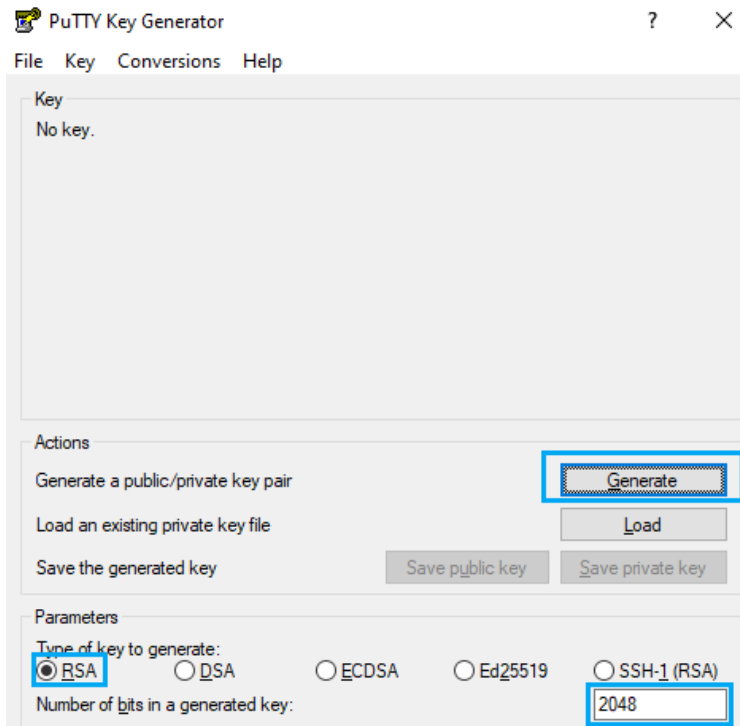 PuTTY Key Generator ?
File Key Conversions Help
Key
No key.
Actions
Generate a public/private key pair Generate
Load an existing private key file Load
Save the generated key Save public key Save private key
Parameters
Type of key to generate:
RSA DSA ECDSA Ed25519 SSH-1 (RSA)
Number of bits in a generated key: 2048